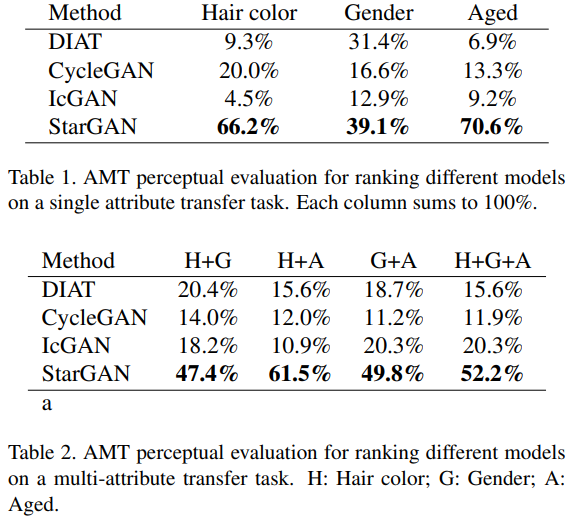 Method Hair color Gender Aged
DIAT 9.3% 31.4% 6.9%
CycleGAN 20.0% 16.6% 13.3%
IcGAN 4.5% 12.9% 9.2%
StarGAN 66.2% 39.1% 70.6%
Table 1. AMT perceptual evaluation for ranking different models
on a single attribute transfer task. Each column sums to 100%.
Method H+G H+A G+A H+G+A
DIAT 20.4% 15.6% 18.7% 15.6%
CycleGAN 14.0% 12.0% 11.2% 11.9%
IcGAN 18.2% 10.9% 20.3% 20.3%
StarGAN 47.4% 61.5% 49.8% 52.2%
a
Table 2. AMT perceptual evaluation for ranking different models
on a multi-attribute transfer task. H: Hair color; G: Gender; A:
Aged.